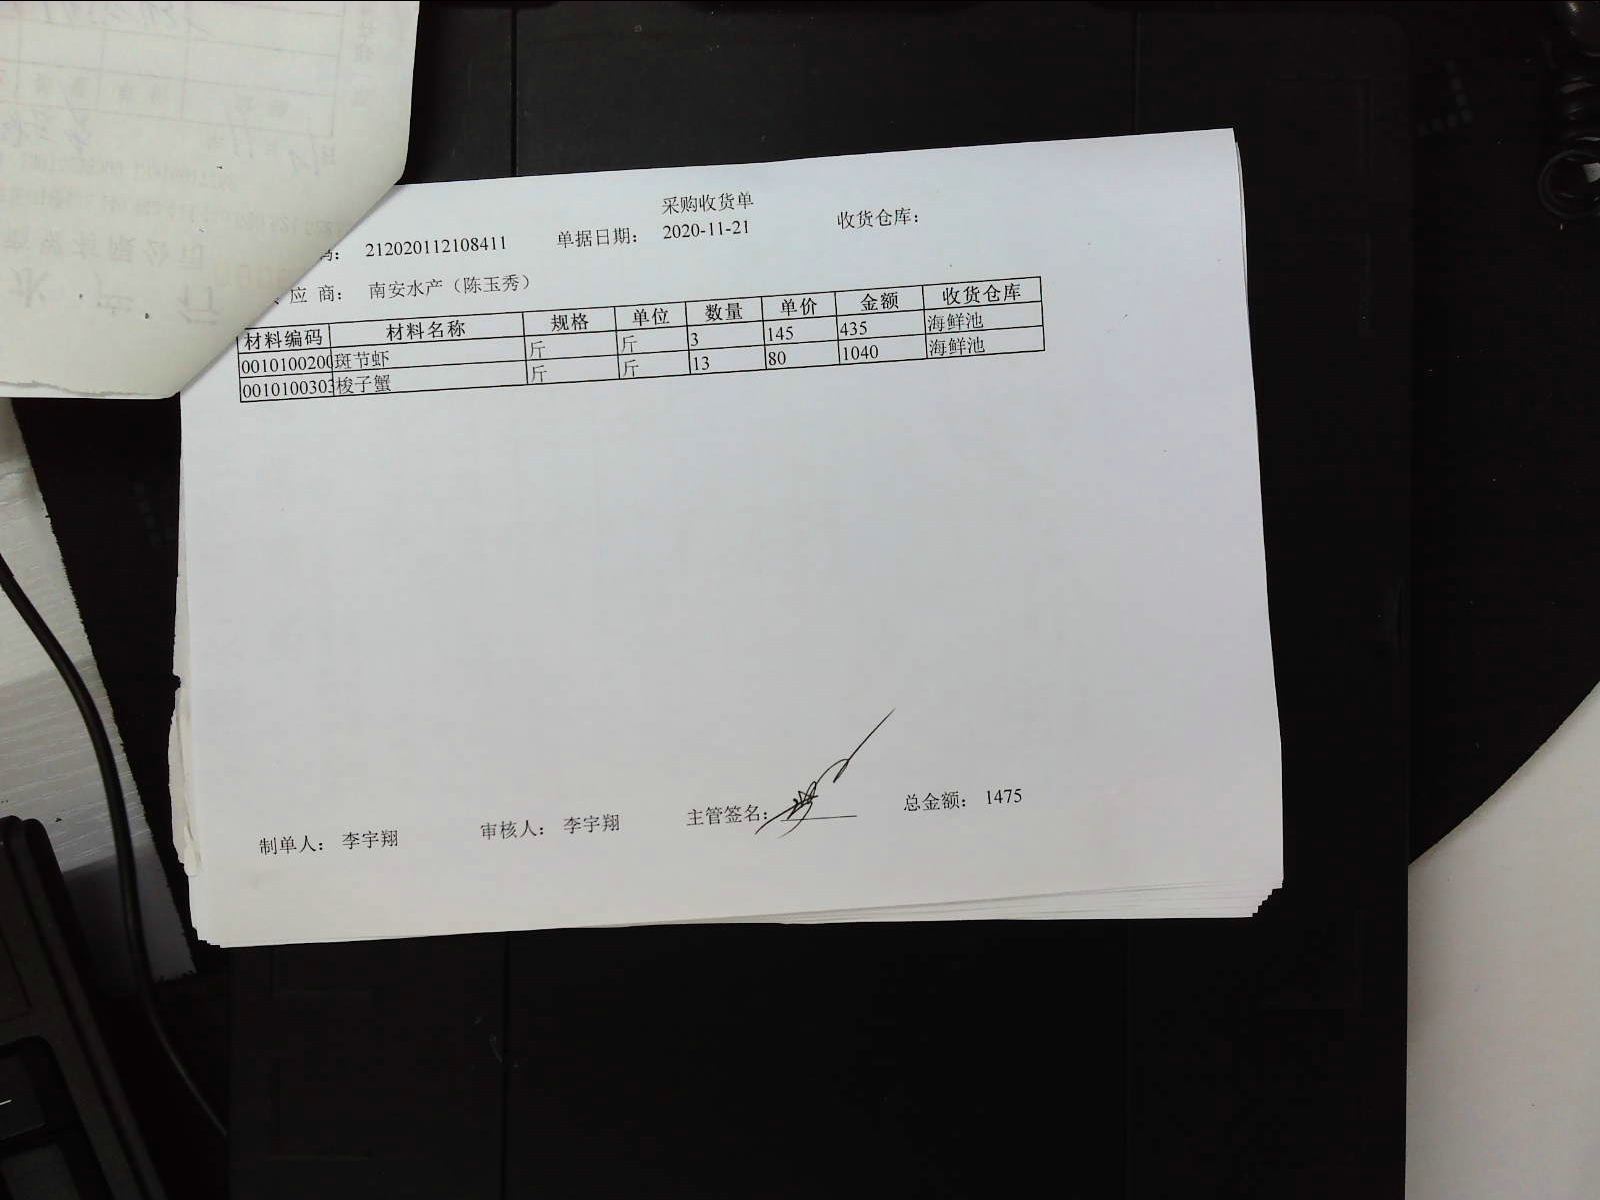 采购收货单
码： 212020112108411 单据日期： 2020-11-21 收货仓库：
应 商： 南安水产（陈玉秀）
材料编码 材料名称 规格 单位 数量 单价 金额 收货仓库
0010100200 斑节虾 斤 斤 3 145 435 海鲜池
0010100303 梭子蟹 斤 斤 13 80 1040 海鲜池
制单人： 李宇翔 审核人： 李宇翔 主管签名： 总金额： 1475